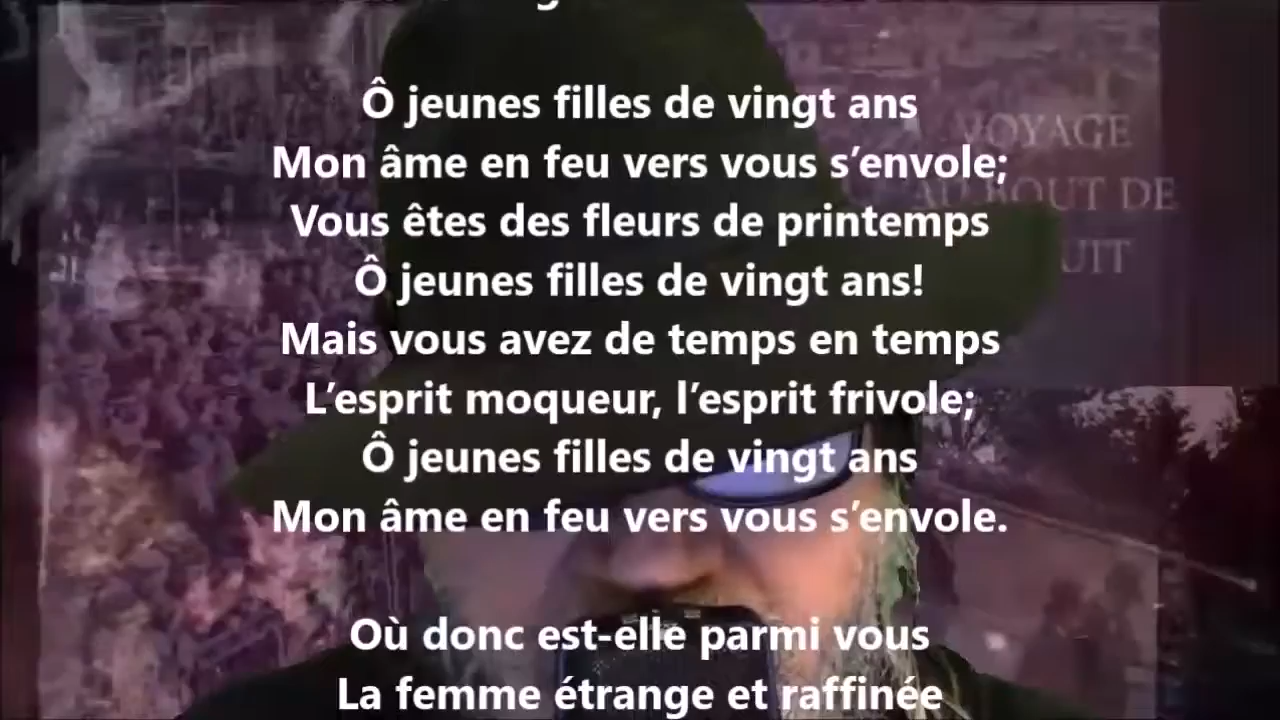 Ô jeunes filles de vingt ans
Mon âme en feu vers vous s’envole;
Vous êtes des fleurs de printemps
Ô jeunes filles de vingt ans!
Mais vous avez de temps en temps
L’esprit moqueur, l’esprit frivole;
Ô jeunes filles de vingt ans
Mon âme en feu vers vous s’envole.
Où donc est-elle parmi vous
La femme étrange et raffinée
VOYAGE
AU BOUT DE